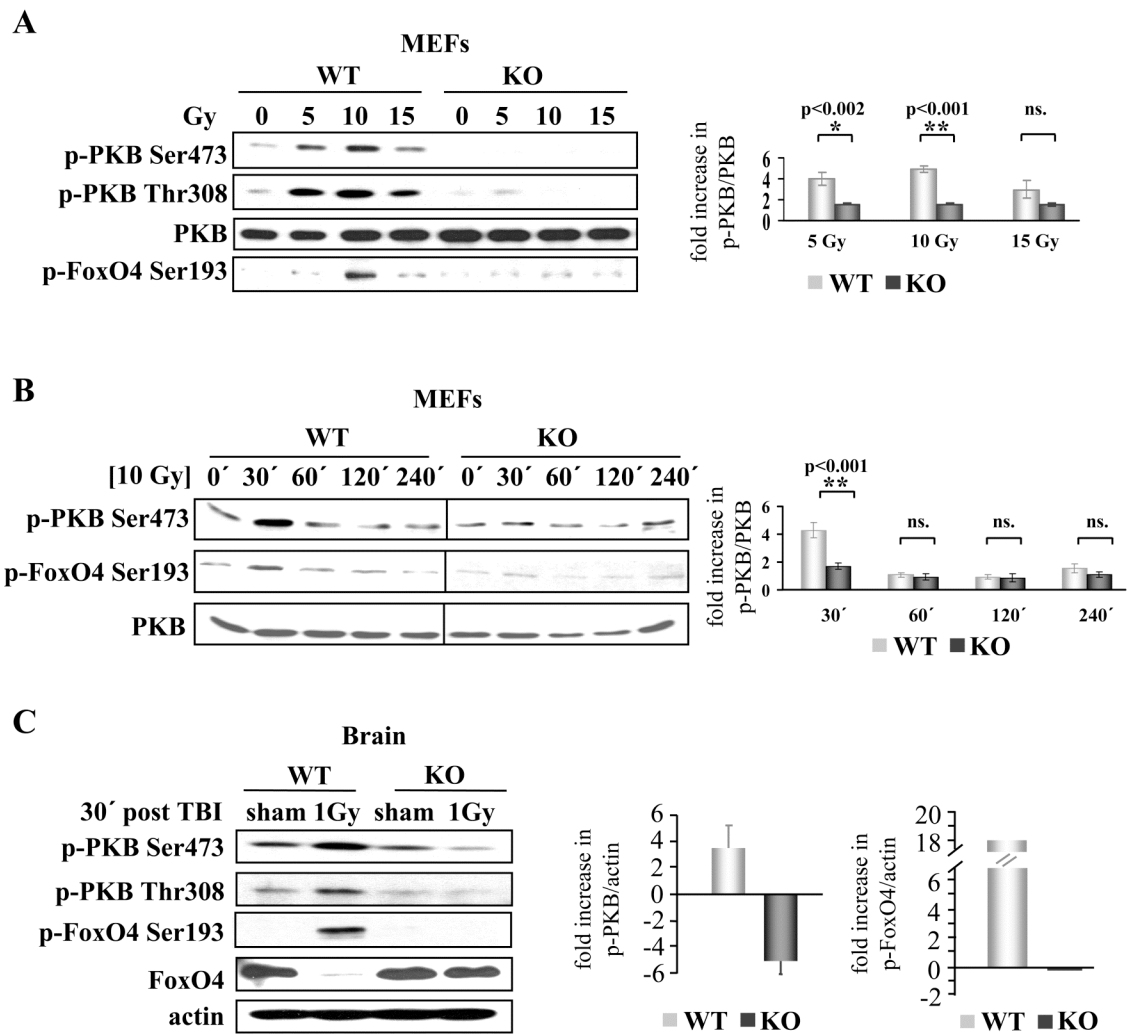 A
MEFs
WT KO
Gy 0 5 10 15 0 5 10 15
p-PKB Ser473
p-PKB Thr308
PKB
p-FoxO4 Ser193
p<0.002 p<0.001 ns.
* **
fold increase in
p-PKB/PKB
6
4
2
5 Gy 10 Gy 15 Gy
WT KO
B
MEFs
WT KO
[10 Gy] 0´ 30´ 60´ 120´ 240´ 0´ 30´ 60´ 120´ 240´
p-PKB Ser473
p-FoxO4 Ser193
PKB
p<0.001
** ns. ns. ns.
fold increase in
p-PKB/PKB
6
4
2
0
30´ 60´ 120´ 240´
WT KO
C
Brain
WT KO
30´ post TBI sham 1Gy sham 1Gy
p-PKB Ser473
p-PKB Thr308
p-FoxO4 Ser193
FoxO4
actin
fold increase in
p-PKB/actin
6
4
2
0
-2
-4
-6
WT KO
fold increase in
p-FoxO4/actin
20
18
6
4
2
0
-2
WT KO